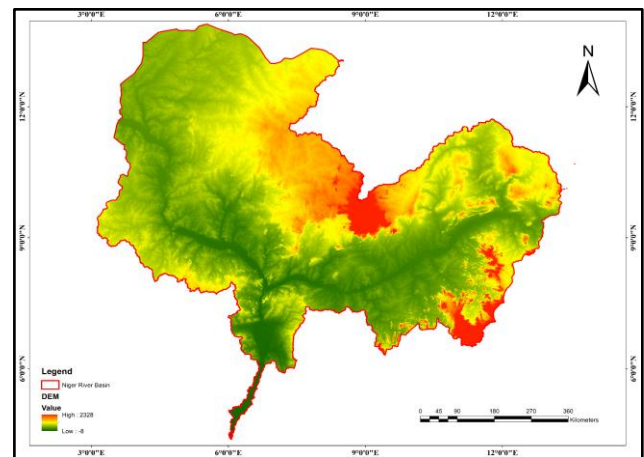 3°0'0"E 6°0'0"E 9°0'0"E 12°0'0"E
N
12°0'0"N 12°0'0"N
9°0'0"N 9°0'0"N
6°0'0"N 6°0'0"N
Legend
Niger River Basin
DEM
Value
High : 2328
Low : -8
0 45 90 180 270 360
Kilometers
3°0'0"E 6°0'0"E 9°0'0"E 12°0'0"E